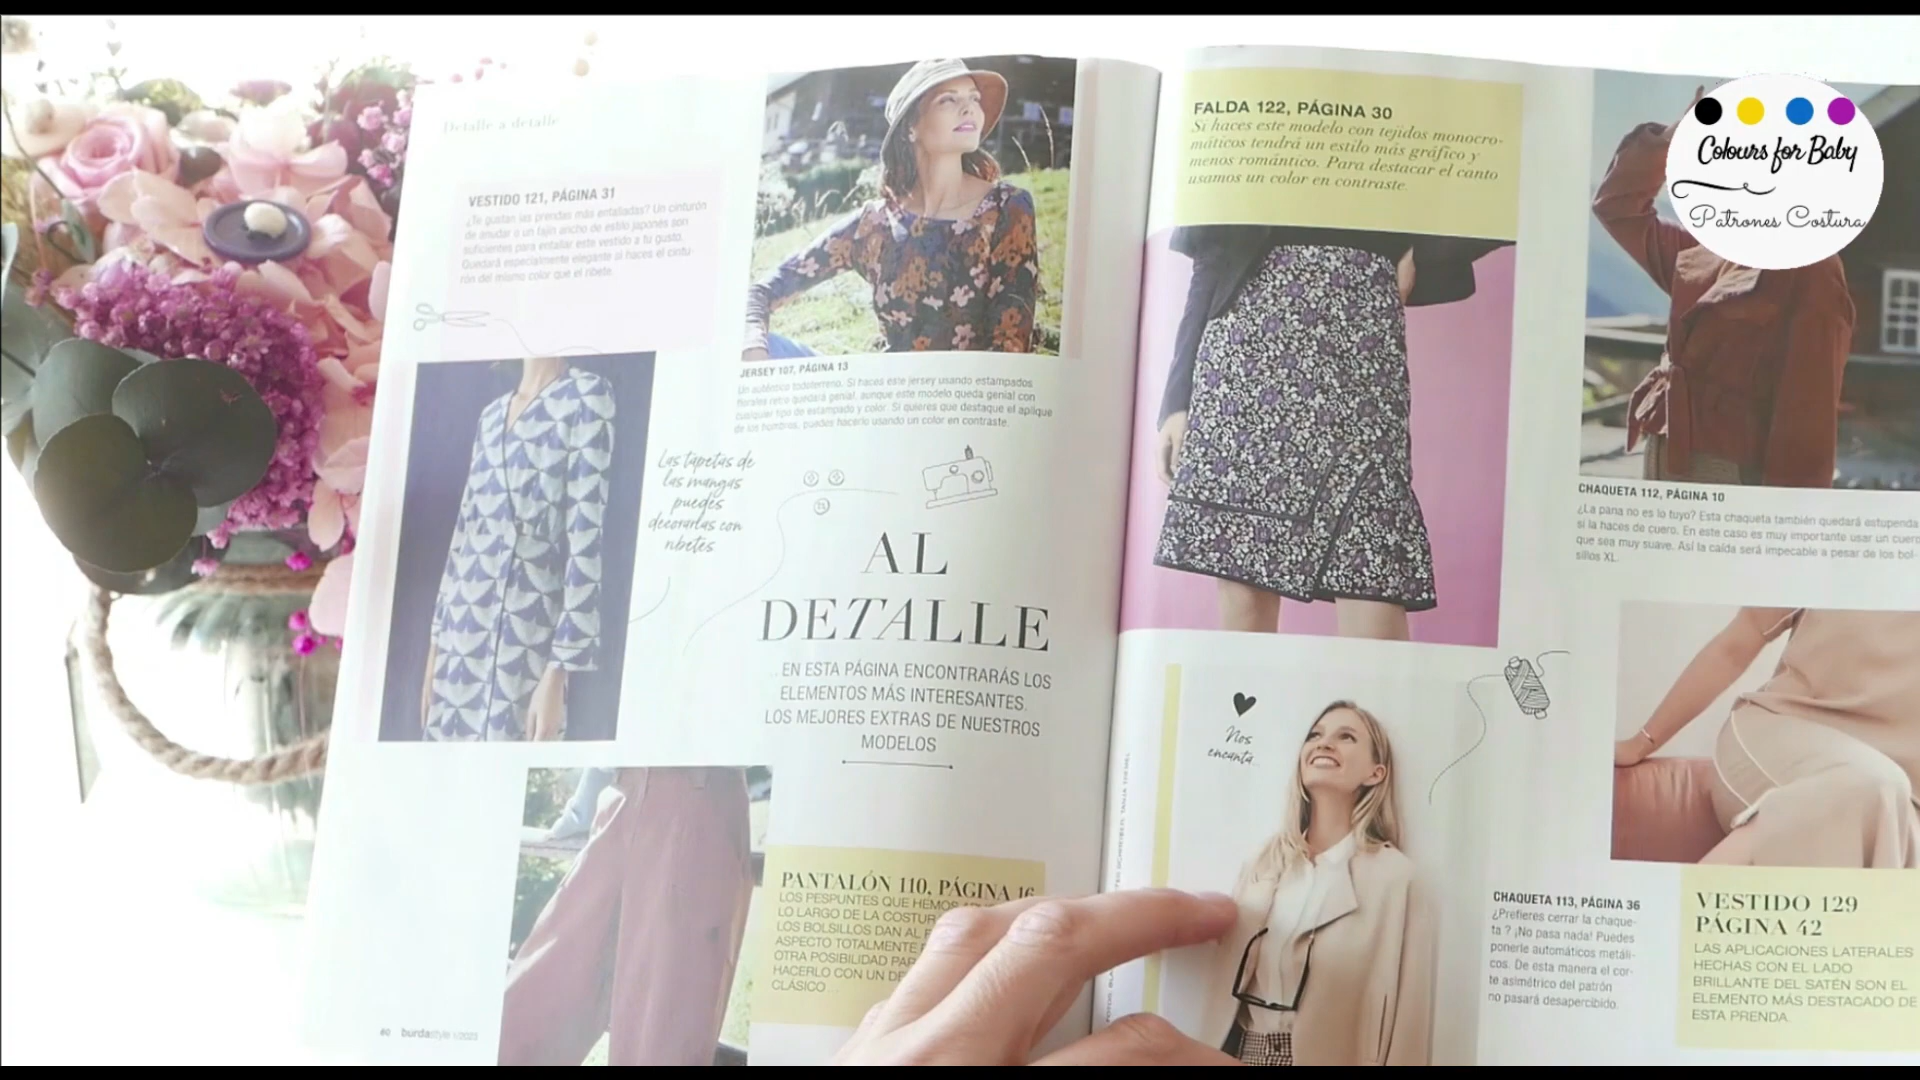 Detalle a detalle
VESTIDO 121, PÁGINA 31
¿Te gustan las prendas más entalladas? Un cinturón
de anudar o un fajín ancho de estilo japonés son
suficientes para entallar este vestido a tu gusto.
Quedará especialmente elegante si haces el cintu-
rón del mismo color que el ribete.
JERSEY 107, PÁGINA 13
Un auténtico todoterreno. Si haces este jersey usando estampados
florales retro quedará genial, aunque este modelo queda genial con
cualquier tipo de estampado y color. Si quieres que destaque el aplique
de los hombros, puedes hacerlo usando un color en contraste.
Las tapetas de
las mangas
puedes
decorarlas con
ribetes
AL
DETALLE
... EN ESTA PÁGINA ENCONTRARÁS LOS
ELEMENTOS MÁS INTERESANTES.
LOS MEJORES EXTRAS DE NUESTROS
MODELOS
PANTALÓN 110, PÁGINA 16
LOS PESPUNTES QUE HEMOS
LO LARGO DE LA COSTUR
LOS BOLSILLOS DAN AL
ASPECTO TOTALMENTE
OTRA POSIBILIDAD PAR
HACERLO CON UN DE
CLÁSICO...
60 burdastyle 1/2023
FALDA 122, PÁGINA 30
Si haces este modelo con tejidos monocro-
máticos tendrá un estilo más gráfico y
menos romántico. Para destacar el canto
usamos un color en contraste.
Colours for Baby
Patrones Costura
CHAQUETA 112, PÁGINA 10
¿La pana no es lo tuyo? Esta chaqueta también quedará estupenda
si la haces de cuero. En este caso es muy importante usar un cuero
que sea muy suave. Así la caída será impecable a pesar de los bol-
sillos XL.
Nos
encanta...
CHAQUETA 113, PÁGINA 36
¿Prefieres cerrar la chaque-
ta ? ¡No pasa nada! Puedes
ponerle automáticos metáli-
cos. De esta manera el cor-
te asimétrico del patrón
no pasará desapercibido.
VESTIDO 129
PÁGINA 42
LAS APLICACIONES LATERALES
HECHAS CON EL LADO
BRILLANTE DEL SATÉN SON EL
ELEMENTO MÁS DESTACADO DE
ESTA PRENDA.